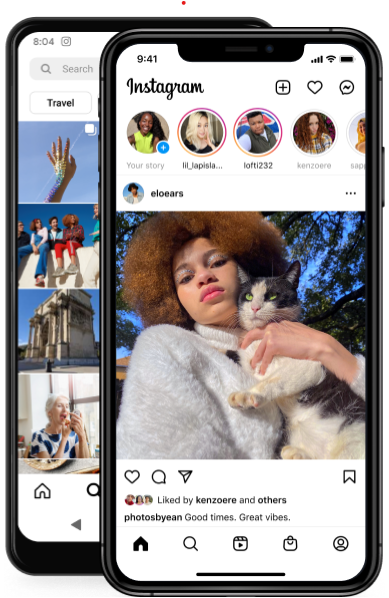 8:04
Search
Travel
9:41
Instagram
Your story
lil_lapisla...
lofti232
kenzoere
eloears
Liked by kenzoere and others
photosbyean Good times. Great vibes.